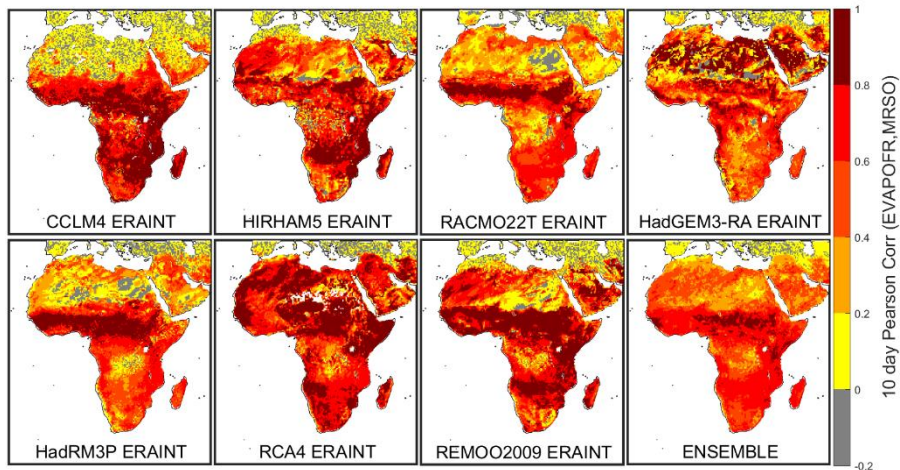 CCLM4 ERAINT
HIRHAM5 ERAINT
RACMO22T ERAINT
HadGEM3-RA ERAINT
HadRM3P ERAINT
RCA4 ERAINT
REMOO2009 ERAINT
ENSEMBLE
1
0.8
0.6
0.4
0.2
0
-0.2
10 day Pearson Corr (EVAPOFR,MRSO)